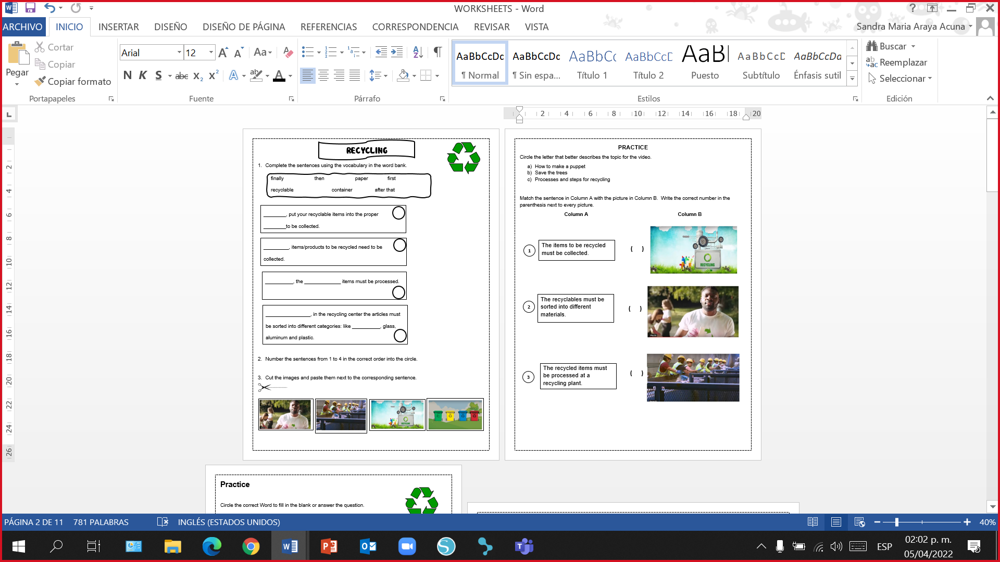 WORKSHEETS - Word
?
ARCHIVO INICIO INSERTAR DISEÑO DISEÑO DE PÁGINA REFERENCIAS CORRESPONDENCIA REVISAR VISTA
Sandra Maria Araya Acuna
Pegar
Cortar
Copiar
Copiar formato
Portapapeles
Arial 12
Aa
N K S abc X2 X2 A ab A
Fuente
Párrafo
AaBbCcDc AaBbCcDc AaBbCc AaBbCcD AaB AaBbCcD AaBbCcDa
¶ Normal ¶ Sin espa... Título 1 Título 2 Puesto Subtítulo Énfasis sutil
Estilos
Buscar
Reemplazar
Seleccionar
Edición
2 4 6 8 10 12 14 16 18 20
2
4
6
8
10
12
14
16
18
20
22
24
26
RECYCLING
1. Complete the sentences using the vocabulary in the word bank.
finally then paper first
recyclable container after that
________, put your recyclable items into the proper
________to be collected.
_________, items/products to be recycled need to be
collected.
__________, the _____________ items must be processed.
________________, in the recycling center the articles must
be sorted into different categories: like __________, glass,
aluminum and plastic.
2. Number the sentences from 1 to 4 in the correct order into the circle.
3. Cut the images and paste them next to the corresponding sentence.
RECYCLING
PRACTICE
Circle the letter that better describes the topic for the video.
a) How to make a puppet
b) Save the trees
c) Processes and steps for recycling
Match the sentence in Column A with the picture in Column B. Write the correct number in the
parenthesis next to every picture.
Column A Column B
1 The items to be recycled
must be collected.
( )
RECYCLING
2 The recyclables must be
sorted into different
materials.
( )
3 The recycled items must
be processed at a
recycling plant.
( )
Practice
Circle the correct Word to fill in the blank or answer the question.
PÁGINA 2 DE 11 781 PALABRAS INGLÉS (ESTADOS UNIDOS)
40%
ESP
02:02 p. m.
05/04/2022